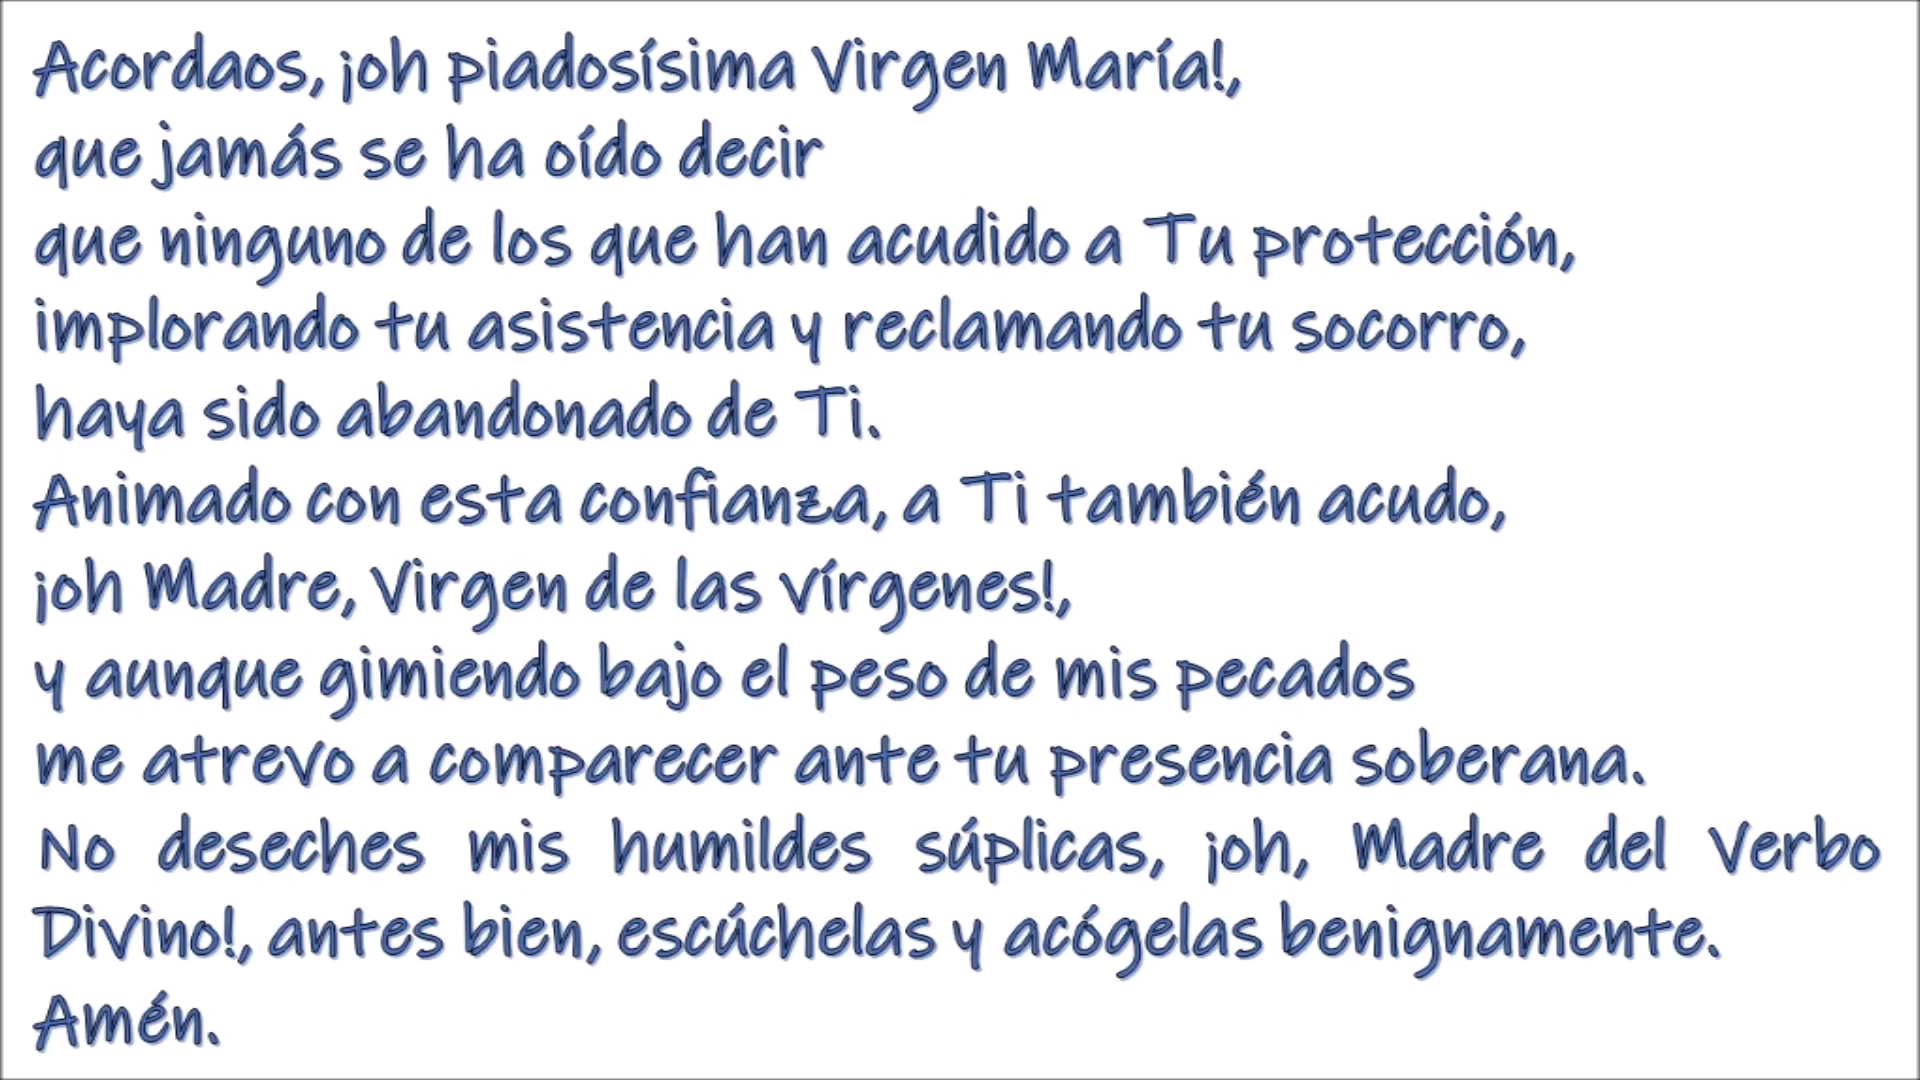 Acordaos, ¡oh piadosísima Virgen María!,
que jamás se ha oído decir
que ninguno de los que han acudido a Tu protección,
implorando tu asistencia y reclamando tu socorro,
haya sido abandonado de Ti.
Animado con esta confianza, a Ti también acudo,
¡oh Madre, Virgen de las vírgenes!,
y aunque gimiendo bajo el peso de mis pecados
me atrevo a comparecer ante tu presencia soberana.
No deseches mis humildes súplicas, ¡oh, Madre del Verbo
Divino!, antes bien, escúchelas y acógelas benignamente.
Amén.